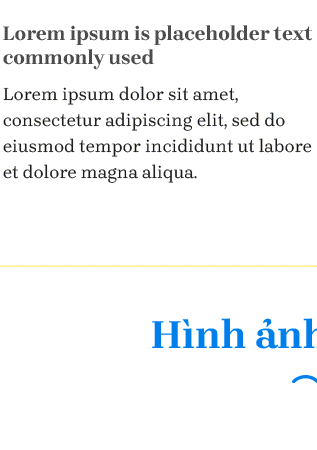 Lorem ipsum is placeholder text
commonly used
Lorem ipsum dolor sit amet,
consectetur adipiscing elit, sed do
eiusmod tempor incididunt ut labore
et dolore magna aliqua.
Hình ảnh